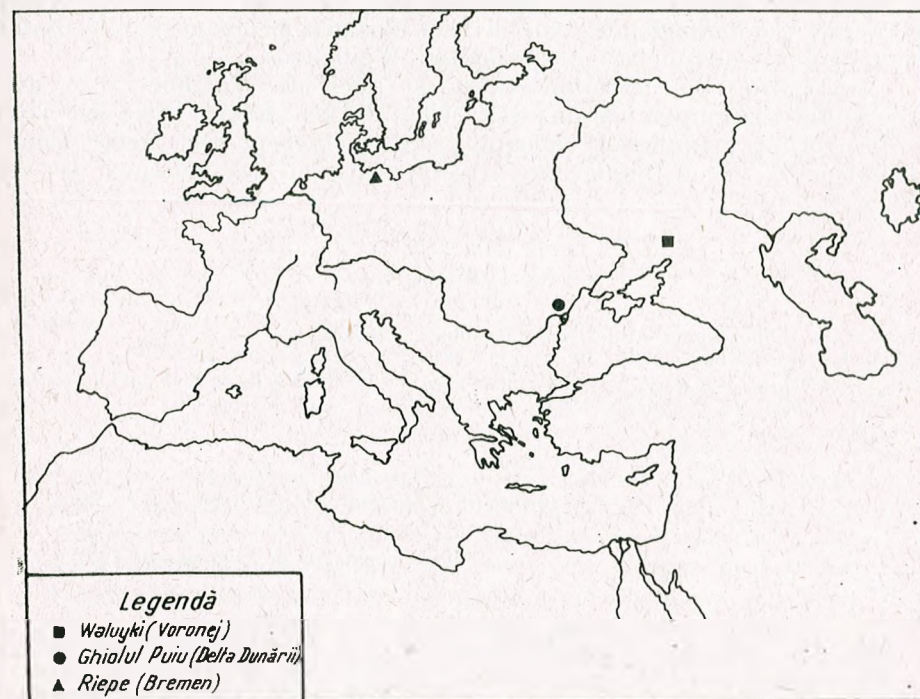 Legendă
■ Waluyki (Voronej)
● Ghiolul Puiu (Delta Dunării)
▲ Riepe (Bremen)